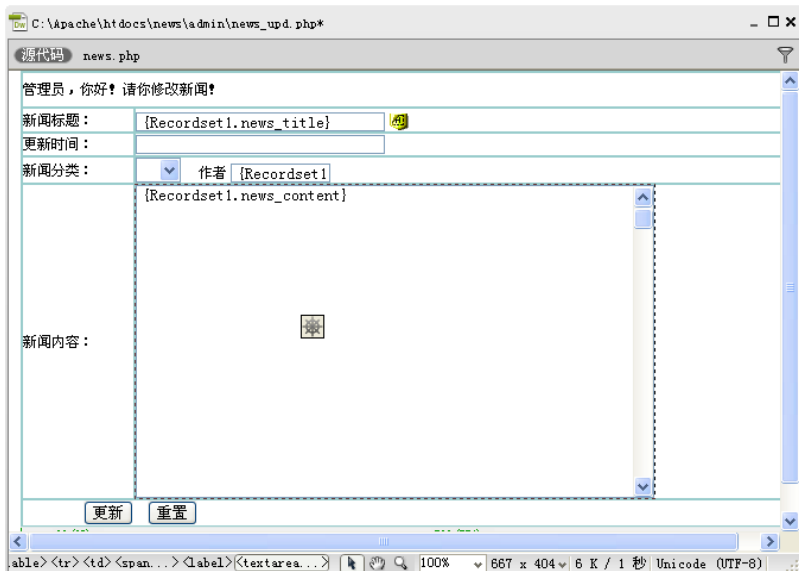 C:\Apache\htdocs\news\admin\news_upd.php*
源代码 news.php
管理员，你好！请你修改新闻！
新闻标题： {Recordset1.news_title}
更新时间：
新闻分类： 作者 {Recordset1
{Recordset1.news_content}
新闻内容：
更新 重置
.able> <tr> <td> <span...> <label> <textarea...> 100% 667 x 404 6 K / 1 秒 Unicode (UTF-8)